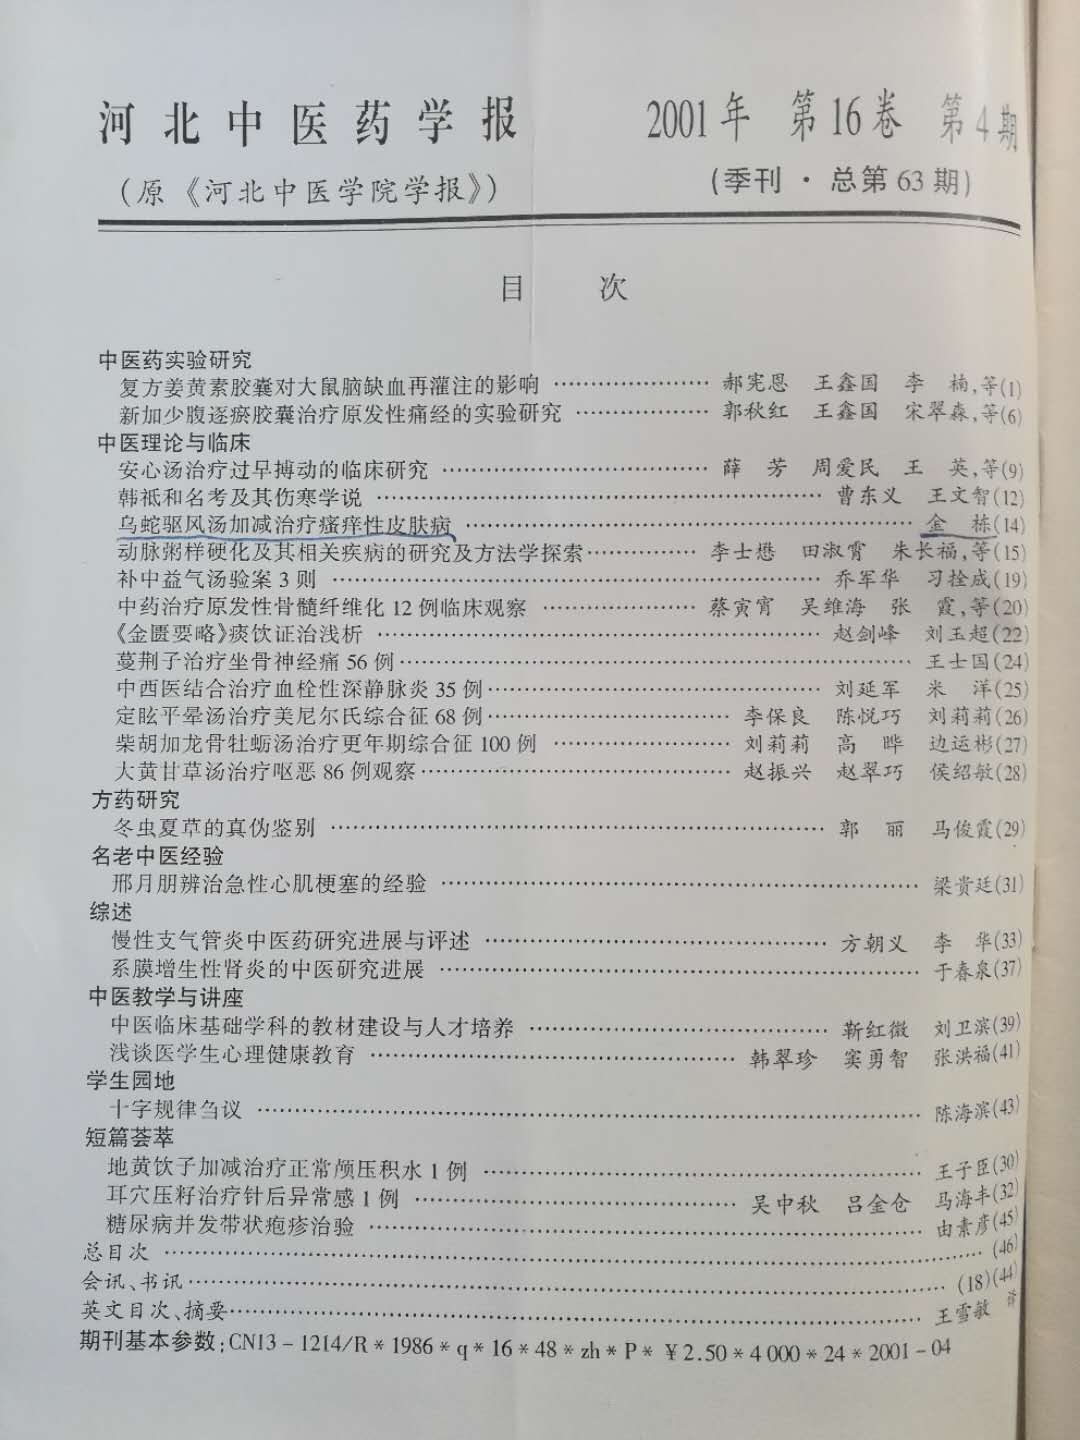 河北中医药学报 2001年 第16卷 第4期
(原《河北中医学院学报》) (季刊·总第63期)
目 次
中医药实验研究
复方姜黄素胶囊对大鼠脑缺血再灌注的影响 …………… 郝宪恩 王鑫国 李 楠,等(1)
新加少腹逐瘀胶囊治疗原发性痛经的实验研究 …………… 郭秋红 王鑫国 宋翠淼,等(6)
中医理论与临床
安心汤治疗过早搏动的临床研究 …………… 薛 芳 周爱民 王 英,等(9)
韩祗和名考及其伤寒学说 …………… 曹东义 王文智(12)
乌蛇驱风汤加减治疗瘙痒性皮肤病 …………… 金 栋(14)
动脉粥样硬化及其相关疾病的研究及方法学探索…………… 李士懋 田淑霄 朱长福,等(15)
补中益气汤验案3则 …………… 乔军华 习拴成(19)
中药治疗原发性骨髓纤维化12例临床观察 …………… 蔡寅宵 吴维海 张 霞,等(20)
《金匮要略》痰饮证治浅析 …………… 赵剑峰 刘玉超(22)
蔓荆子治疗坐骨神经痛56例…………… 王士国(24)
中西医结合治疗血栓性深静脉炎35例…………… 刘延军 米 洋(25)
定眩平晕汤治疗美尼尔氏综合征68例…………… 李保良 陈悦巧 刘莉莉(26)
柴胡加龙骨牡蛎汤治疗更年期综合征100例 …………… 刘莉莉 高 晔 边运彬(27)
大黄甘草汤治疗呕恶86例观察…………… 赵振兴 赵翠巧 侯绍敏(28)
方药研究
冬虫夏草的真伪鉴别 …………… 郭 丽 马俊霞(29)
名老中医经验
邢月朋辨治急性心肌梗塞的经验 …………… 梁贵廷(31)
综述
慢性支气管炎中医药研究进展与评述 …………… 方朝义 李 华(33)
系膜增生性肾炎的中医研究进展 …………… 于春泉(37)
中医教学与讲座
中医临床基础学科的教材建设与人才培养 …………… 靳红微 刘卫滨(39)
浅谈医学生心理健康教育 …………… 韩翠珍 窦勇智 张洪福(41)
学生园地
十字规律刍议 …………… 陈海滨(43)
短篇荟萃
地黄饮子加减治疗正常颅压积水1例 …………… 王子臣(30)
耳穴压籽治疗针后异常感1例 …………… 吴中秋 吕金仓 马海丰(32)
糖尿病并发带状疱疹治验 …………… 由素彦(45)
总目次 …………… (46)
会讯、书讯…………… (18)(44)
英文目次、摘要…………… 王雪敏 译
期刊基本参数:CN13-1214/R*1986*q*16*48*zh*P*￥2.50*4 000*24*2001-04